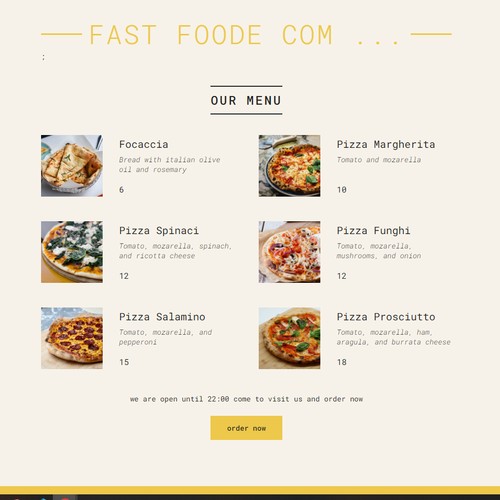 FAST FOODE COM ...
;
OUR MENU
Focaccia
Bread with italian olive
oil and rosemary
6
Pizza Margherita
Tomato and mozarella
10
Pizza Spinaci
Tomato, mozarella, spinach,
and ricotta cheese
12
Pizza Funghi
Tomato, mozarella,
mushrooms, and onion
12
Pizza Salamino
Tomato, mozarella, and
pepperoni
15
Pizza Prosciutto
Tomato, mozarella, ham,
aragula, and burrata cheese
18
we are open until 22:00 come to visit us and order now
order now